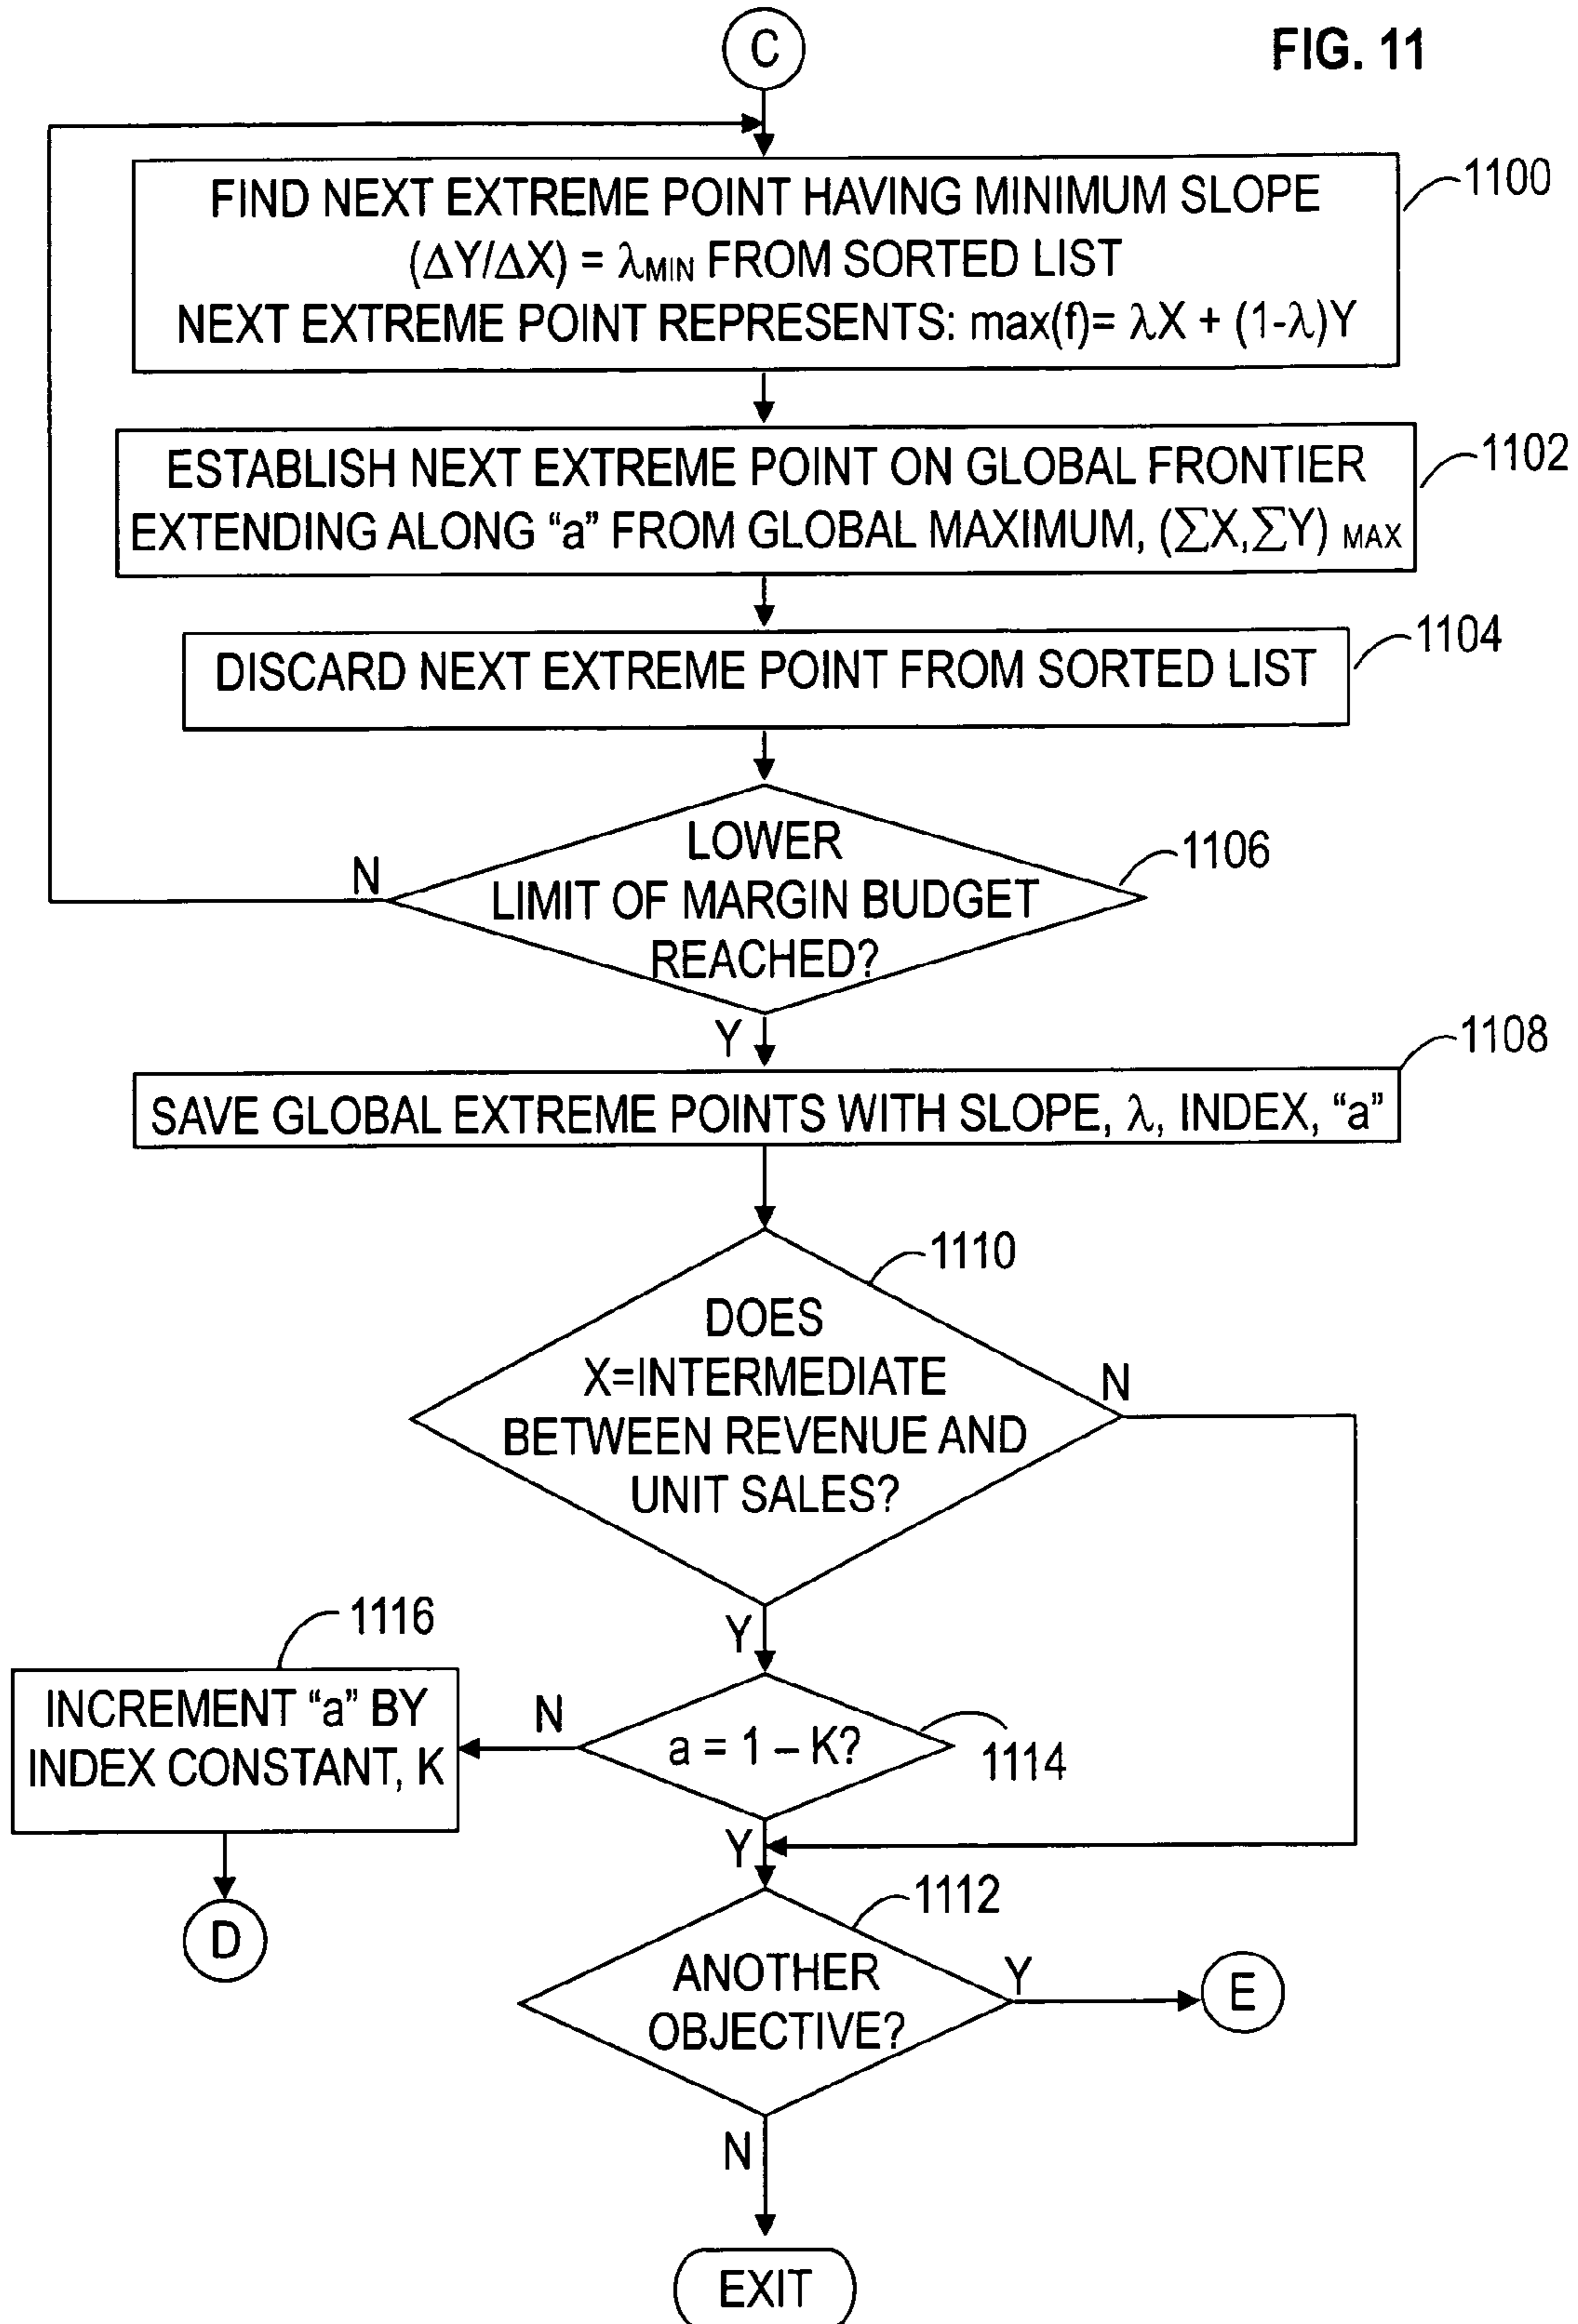 C
FIG. 11
FIND NEXT EXTREME POINT HAVING MINIMUM SLOPE
(ΔY/ΔX) = λMIN FROM SORTED LIST
NEXT EXTREME POINT REPRESENTS: max(f)= λX + (1-λ)Y
1100
ESTABLISH NEXT EXTREME POINT ON GLOBAL FRONTIER
EXTENDING ALONG “a” FROM GLOBAL MAXIMUM, (∑X,∑Y) MAX
1102
DISCARD NEXT EXTREME POINT FROM SORTED LIST
1104
LOWER
LIMIT OF MARGIN BUDGET
REACHED?
1106
N
Y
1108
SAVE GLOBAL EXTREME POINTS WITH SLOPE, λ, INDEX, “a”
1110
DOES
X=INTERMEDIATE
BETWEEN REVENUE AND
UNIT SALES?
N
Y
1116
INCREMENT “a” BY
INDEX CONSTANT, K
N
a = 1 – K?
1114
Y
D
1112
ANOTHER
OBJECTIVE?
Y
E
N
EXIT